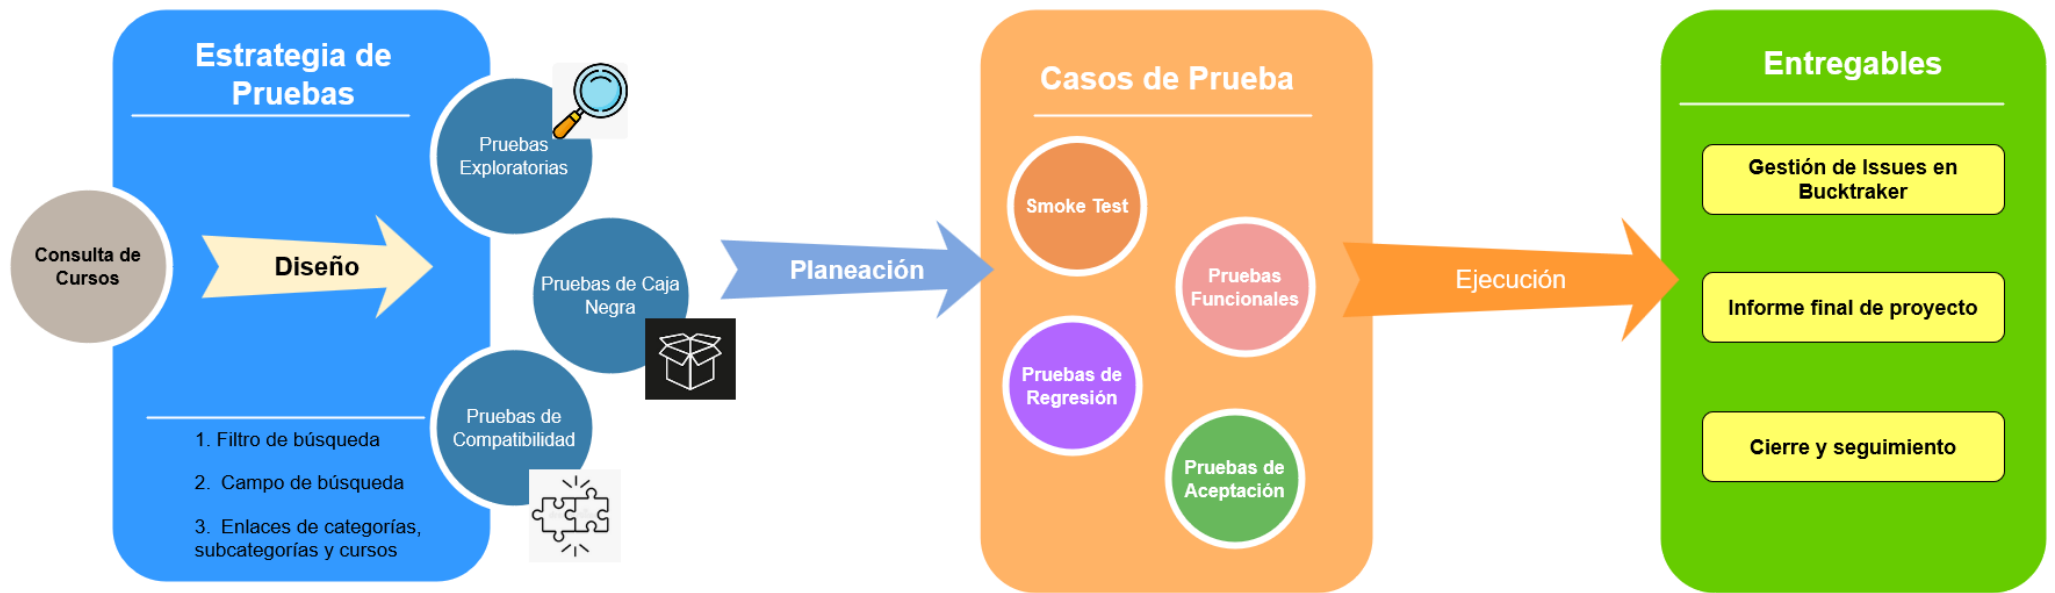 Estrategia de
Pruebas
Consulta de
Cursos
Diseño
Pruebas
Exploratorias
Pruebas de Caja
Negra
Pruebas de
Compatibilidad
1. Filtro de búsqueda
2. Campo de búsqueda
3. Enlaces de categorías,
subcategorías y cursos
Planeación
Casos de Prueba
Smoke Test
Pruebas
Funcionales
Pruebas de
Regresión
Pruebas de
Aceptación
Ejecución
Entregables
Gestión de Issues en
Bucktraker
Informe final de proyecto
Cierre y seguimiento